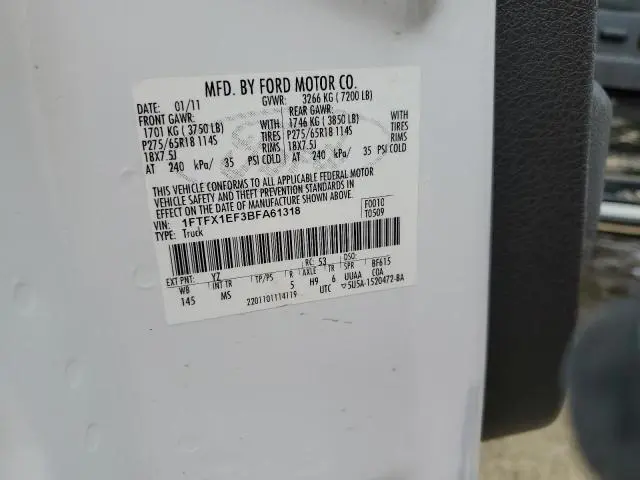 MFD. BY FORD MOTOR CO.
DATE: 01/11 GVWR: 3266 KG ( 7200 LB)
FRONT GAWR: REAR GAWR:
1701 KG ( 3750 LB) WITH 1746 KG ( 3850 LB) WITH
P275/65R18 114S TIRES P275/65R18 114S TIRES
18X7.5J RIMS 18X7.5J RIMS
AT 240 kPa/ 35 PSI COLD AT 240 kPa/ 35 PSI COLD
THIS VEHICLE CONFORMS TO ALL APPLICABLE FEDERAL MOTOR
VEHICLE SAFETY AND THEFT PREVENTION STANDARDS IN
EFFECT ON THE DATE OF MANUFACTURE SHOWN ABOVE.
VIN: 1FTFX1EF3BFA61318 F0010
TYPE: Truck T0509
EXT PNT: YZ RC: 53 DSO:
WB INT TR TP/PS R AXLE TR SPR BF615
145 MS 5 H9 6 UUAA COA
2201101114119 UTC ▽5U5A-1520472-BA